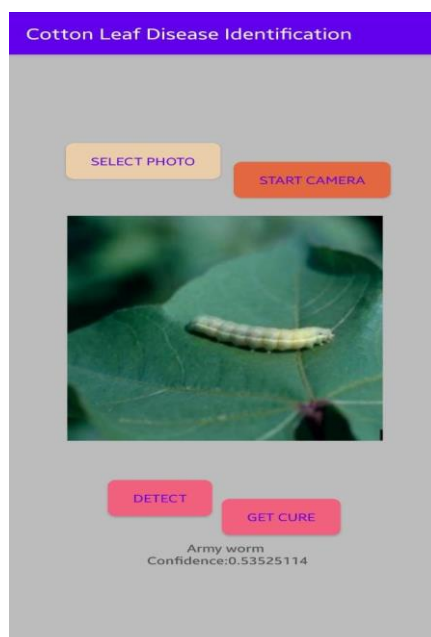 Cotton Leaf Disease Identification
SELECT PHOTO
START CAMERA
DETECT
GET CURE
Army worm
Confidence:0.53525114